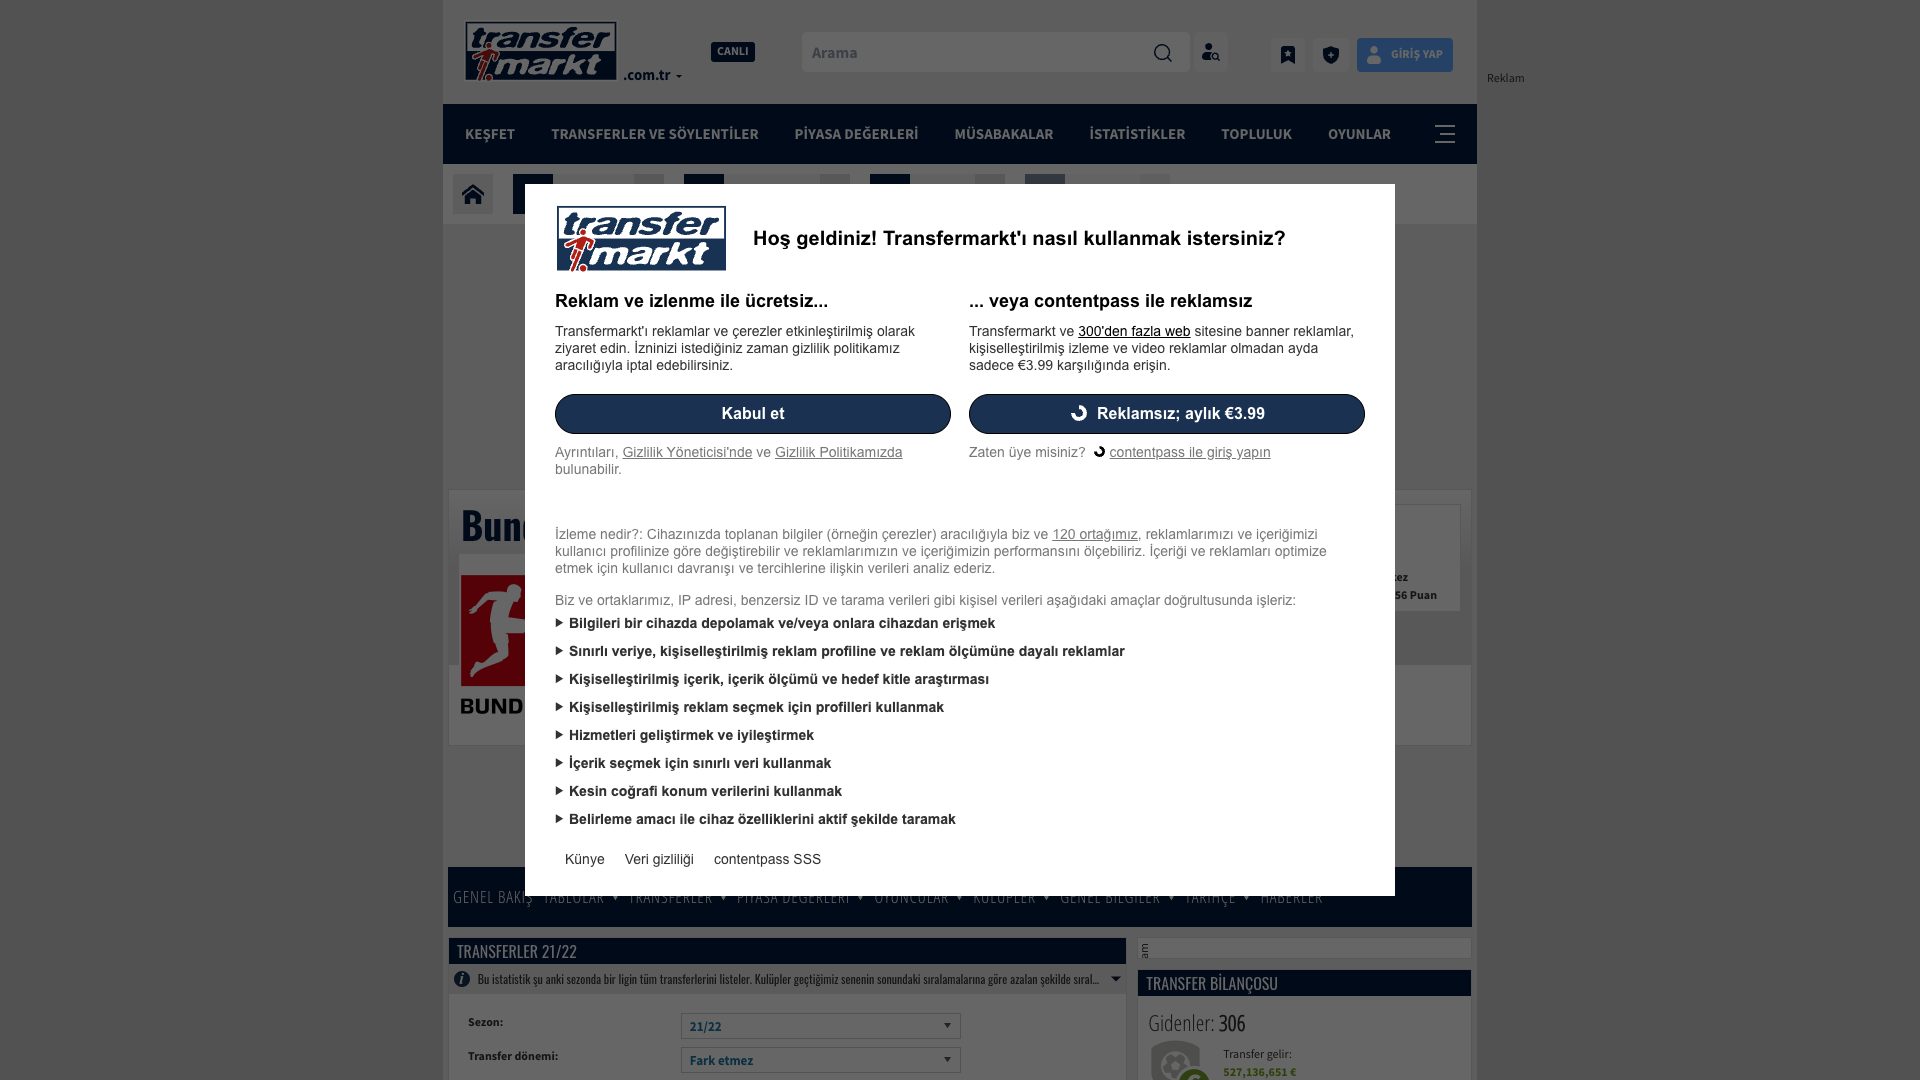 transfer
markt
.com.tr
CANLI
Arama
GİRİŞ YAP
Reklam
KEŞFET
TRANSFERLER VE SÖYLENTİLER
PİYASA DEĞERLERİ
MÜSABAKALAR
İSTATİSTİKLER
TOPLULUK
OYUNLAR
transfer
markt
Hoş geldiniz! Transfermarkt'ı nasıl kullanmak istersiniz?
Reklam ve izlenme ile ücretsiz...
Transfermarkt'ı reklamlar ve çerezler etkinleştirilmiş olarak
ziyaret edin. İzninizi istediğiniz zaman gizlilik politikamız
aracılığıyla iptal edebilirsiniz.
Kabul et
Ayrıntıları, Gizlilik Yöneticisi'nde ve Gizlilik Politikamızda
bulunabilir.
... veya contentpass ile reklamsız
Transfermarkt ve 300'den fazla web sitesine banner reklamlar,
kişiselleştirilmiş izleme ve video reklamlar olmadan ayda
sadece €3.99 karşılığında erişin.
Reklamsız; aylık €3.99
Zaten üye misiniz? contentpass ile giriş yapın
İzleme nedir?: Cihazınızda toplanan bilgiler (örneğin çerezler) aracılığıyla biz ve 120 ortağımız, reklamlarımızı ve içeriğimizi
kullanıcı profilinize göre değiştirebilir ve reklamlarımızın ve içeriğimizin performansını ölçebiliriz. İçeriği ve reklamları optimize
etmek için kullanıcı davranışı ve tercihlerine ilişkin verileri analiz ederiz.
Biz ve ortaklarımız, IP adresi, benzersiz ID ve tarama verileri gibi kişisel verileri aşağıdaki amaçlar doğrultusunda işleriz:
Bilgileri bir cihazda depolamak ve/veya onlara cihazdan erişmek
Sınırlı veriye, kişiselleştirilmiş reklam profiline ve reklam ölçümüne dayalı reklamlar
Kişiselleştirilmiş içerik, içerik ölçümü ve hedef kitle araştırması
Kişiselleştirilmiş reklam seçmek için profilleri kullanmak
Hizmetleri geliştirmek ve iyileştirmek
İçerik seçmek için sınırlı veri kullanmak
Kesin coğrafi konum verilerini kullanmak
Belirleme amacı ile cihaz özelliklerini aktif şekilde taramak
Künye
Veri gizliliği
contentpass SSS
Bund
BUND
56 Puan
GENEL BAKIŞ
TABLOLAR
TRANSFERLER
PİYASA DEĞERLERİ
OYUNCULAR
KULÜPLER
GENEL BİLGİLER
TARİHÇE
HABERLER
TRANSFERLER 21/22
Bu istatistik şu anki sezonda bir ligin tüm transferlerini listeler. Kulüpler geçtiğimiz senenin sonundaki sıralamalarına göre azalan şekilde sıral...
Sezon:
21/22
Transfer dönemi:
Fark etmez
TRANSFER BİLANÇOSU
Gidenler: 306
Transfer gelir:
527,136,651 €